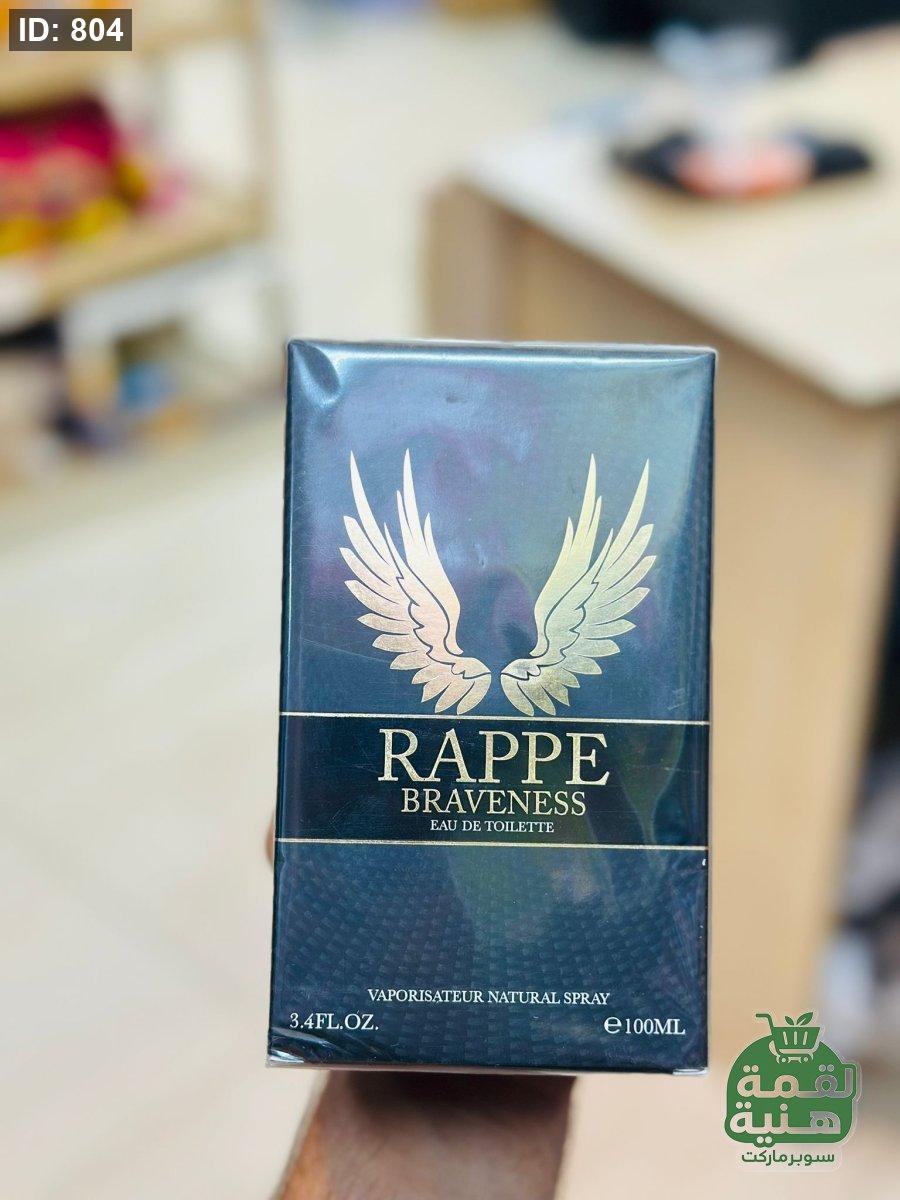 ID: 804
RAPPE
BRAVENESS
EAU DE TOILETTE
VAPORISATEUR NATURAL SPRAY
3.4FL.OZ.
℮100ML
لقمة
هنية
سوبرماركت